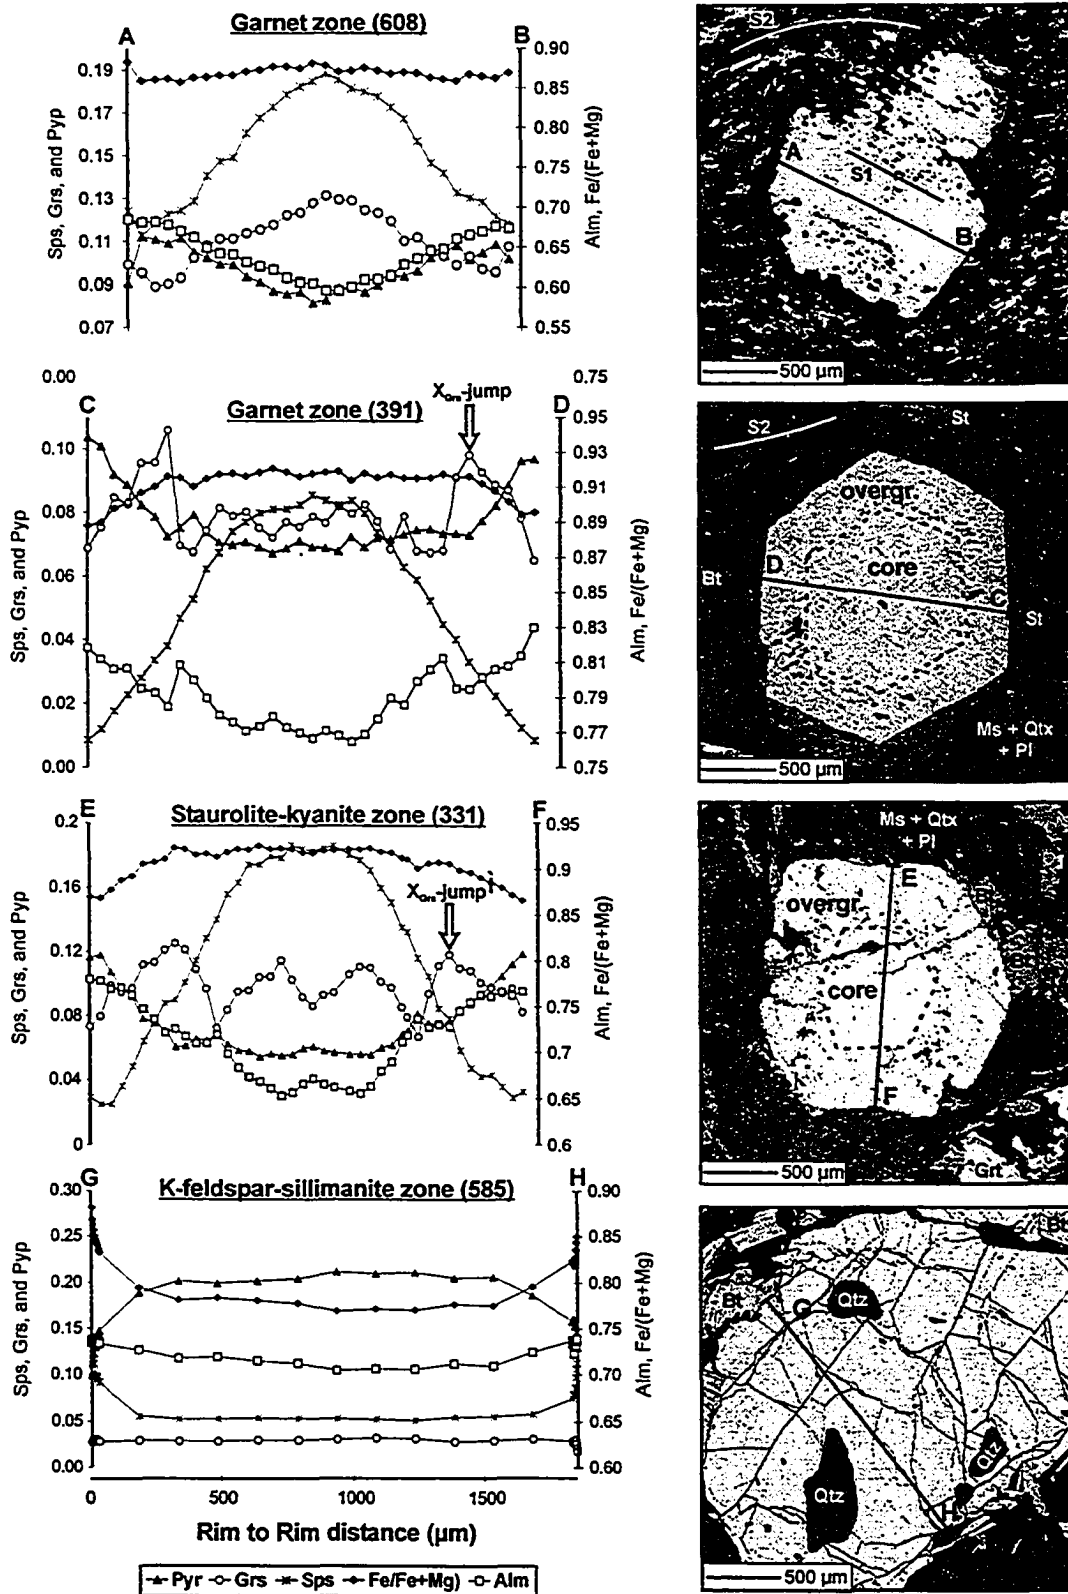 Garnet zone (608)
A
B
0.19
0.17
0.15
0.13
0.11
0.09
0.07
Sps, Grs, and Pyp
0.90
0.85
0.80
0.75
0.70
0.65
0.60
0.55
Alm, Fe/(Fe+Mg)
S2
A
S1
B
500 µm
0.00
0.75
C
D
Garnet zone (391)
X Grs-jump
0.10
0.08
0.06
0.04
0.02
0.00
Sps, Grs, and Pyp
0.95
0.93
0.91
0.89
0.87
0.85
0.83
0.81
0.79
0.77
0.75
Alm, Fe/(Fe+Mg)
S2
St
overgr.
core
D
C
Bt
St
Ms + Qtx
+ Pl
500 µm
E
F
Staurolite-kyanite zone (331)
X Grs-jump
0.2
0.16
0.12
0.08
0.04
0
Sps, Grs, and Pyp
0.95
0.9
0.85
0.8
0.75
0.7
0.65
0.6
Alm, Fe/(Fe+Mg)
Ms + Qtx
+ Pl
E
overgr.
core
F
Grt
500 µm
G
H
K-feldspar-sillimanite zone (585)
0.30
0.25
0.20
0.15
0.10
0.05
0.00
Sps, Grs, and Pyp
0.90
0.85
0.80
0.75
0.70
0.65
0.60
Alm, Fe/(Fe+Mg)
0
500
1000
1500
Rim to Rim distance (µm)
Pyr Grs Sps Fe/Fe+Mg) Alm
Bt
Bt
G
Qtz
Qtz
Qtz
H
500 µm